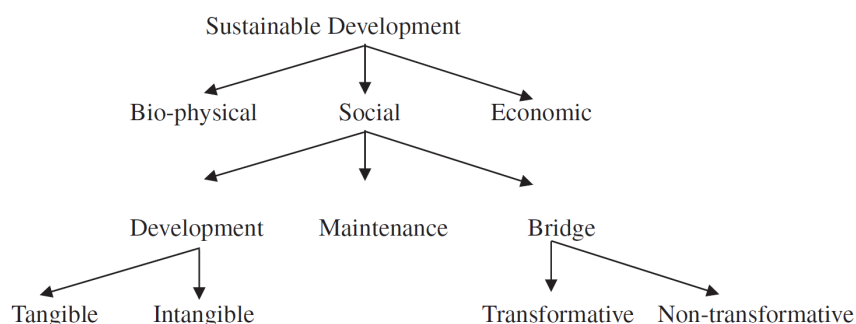 Sustainable Development
Bio-physical Social Economic
Development Maintenance Bridge
Tangible Intangible Transformative Non-transformative